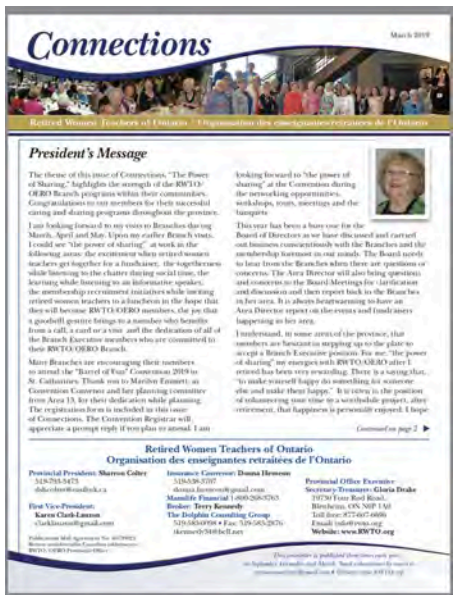 Connections
March 2019
Retired Women Teachers of Ontario / Organisation des enseignantes retraitées de l'Ontario
President's Message
The theme of this issue of Connections, "The Power
of Sharing," highlights the strength of the RWTO/
OERO Branch programs within their communities.
Congratulations to our members for their successful
caring and sharing programs throughout the province.
I am looking forward to my visits to Branches during
March, April and May. Upon my earlier Branch visits,
I could see "the power of sharing" at work in the
following areas: the excitement when retired women
teachers get together for a fundraiser, the togetherness
while listening to the chatter during social time, the
learning while listening to an informative speaker,
the membership recruitment initiatives while inviting
retired women teachers to a luncheon in the hope that
they will become RWTO/OERO members, the joy that
a goodwill gesture brings to a member who benefits
from a call, a card or a visit and the dedication of all of
the Branch Executive members who are committed to
their RWTO/OERO Branch.
Many Branches are encouraging their members
to attend the "Barrel of Fun" Convention 2019 in
St. Catharines. Thank you to Marilyn Emmett, as
Convention Convenor and her planning committee
from Area 13, for their dedication while planning.
The registration form is included in this issue
of Connections. The Convention Registrar will
appreciate a prompt reply if you plan to attend. I am
looking forward to "the power of
sharing" at the Convention during
the networking opportunities,
workshops, tours, meetings and the
banquets.
This year has been a busy one for the
Board of Directors as we have discussed and carried
out business conscientiously with the Branches and the
membership foremost in our minds. The Board needs
to hear from the Branches when there are questions or
concerns. The Area Director will also bring questions
and concerns to the Board Meetings for clarification
and discussion and then report back to the Branches
in her area. It is always heartwarming to have an
Area Director report on the events and fundraisers
happening in her area.
I understand, in some areas of the province, that
members are hesitant in stepping up to the plate to
accept a Branch Executive position. For me, "the power
of sharing" my energies with RWTO/OERO after I
retired has been very rewarding. There is a saying that,
"to make yourself happy do something for someone
else and make them happy." It is often in the position
of volunteering your time to a worthwhile project, after
retirement, that happiness is personally enjoyed. I hope
Continued on page 2
Retired Women Teachers of Ontario
Organisation des enseignantes retraitées de l'Ontario
Provincial President: Sharron Colter
First Vice-President:
Karen Clark-Lanson
Insurance Convenor: Donna Hensen
Manulife Financial 1-800-268-3763
Broker: Terry Kennedy
The Dolphin Consulting Group
Provincial Office Executive
Secretary-Treasurer: Gloria Drake
19730 Four Rod Road,
Toll-free: 877-607-6696
Website: www.RWTO.org